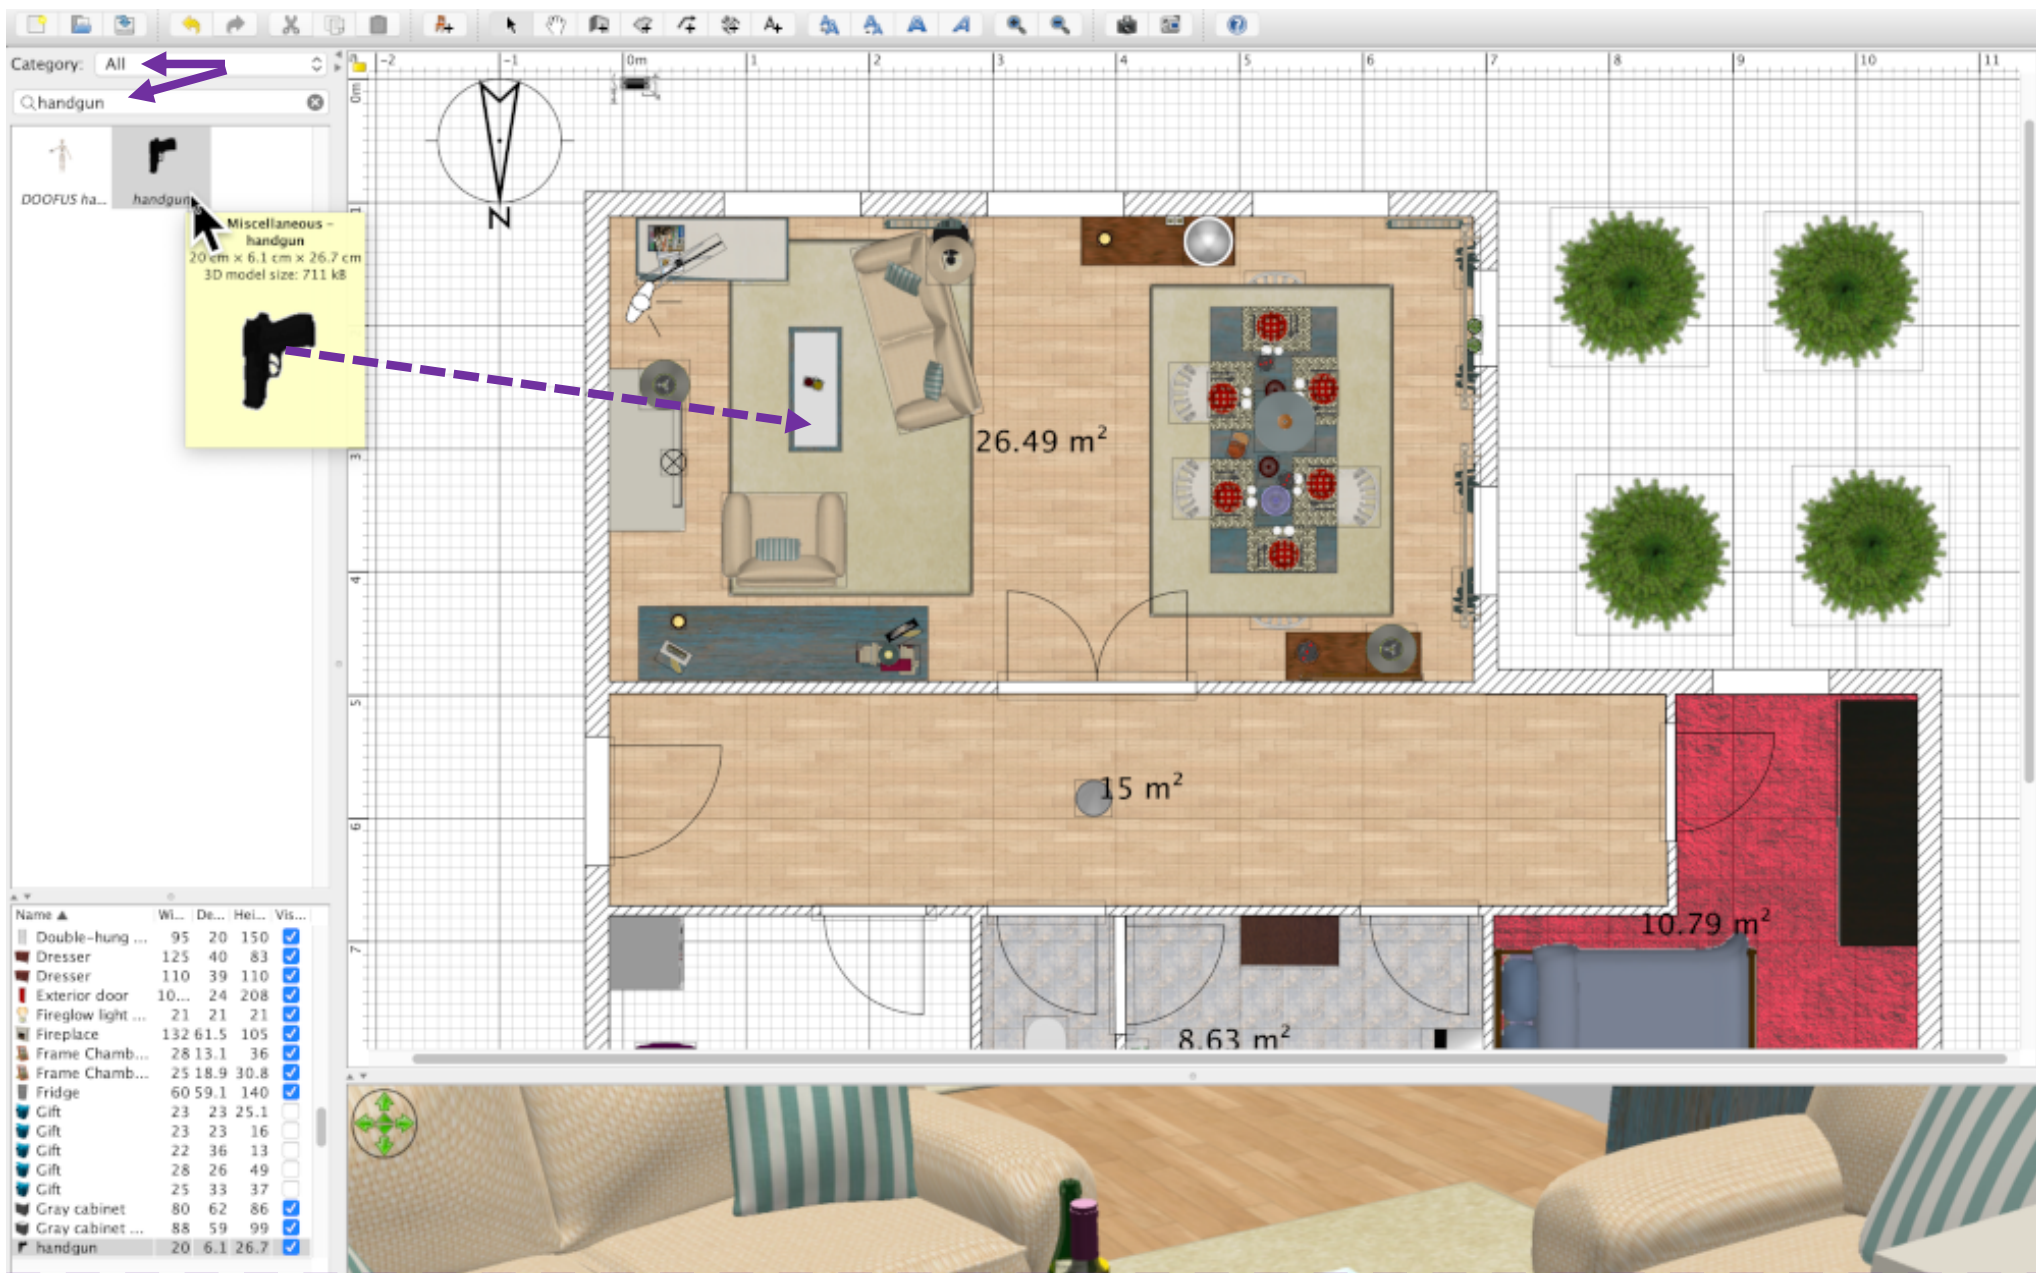 Category: All
handgun
DOOFUS ha...
handgun
Miscellaneous –
handgun
20 cm × 6.1 cm × 26.7 cm
3D model size: 711 kB
Name Wi... De... Hei... Vis...
Double-hung ... 95 20 150
Dresser 125 40 83
Dresser 110 39 110
Exterior door 10... 24 208
Fireglow light ... 21 21 21
Fireplace 132 61.5 105
Frame Chamb... 28 13.1 36
Frame Chamb... 25 18.9 30.8
Fridge 60 59.1 140
Gift 23 23 25.1
Gift 23 23 16
Gift 22 36 13
Gift 28 26 49
Gift 25 33 37
Gray cabinet 80 62 86
Gray cabinet ... 88 59 99
handgun 20 6.1 26.7
-2 -1 0m 1 2 3 4 5 6 7 8 9 10 11
0m
1
3
4
5
6
7
N
26.49 m²
15 m²
10.79 m²
8.63 m²